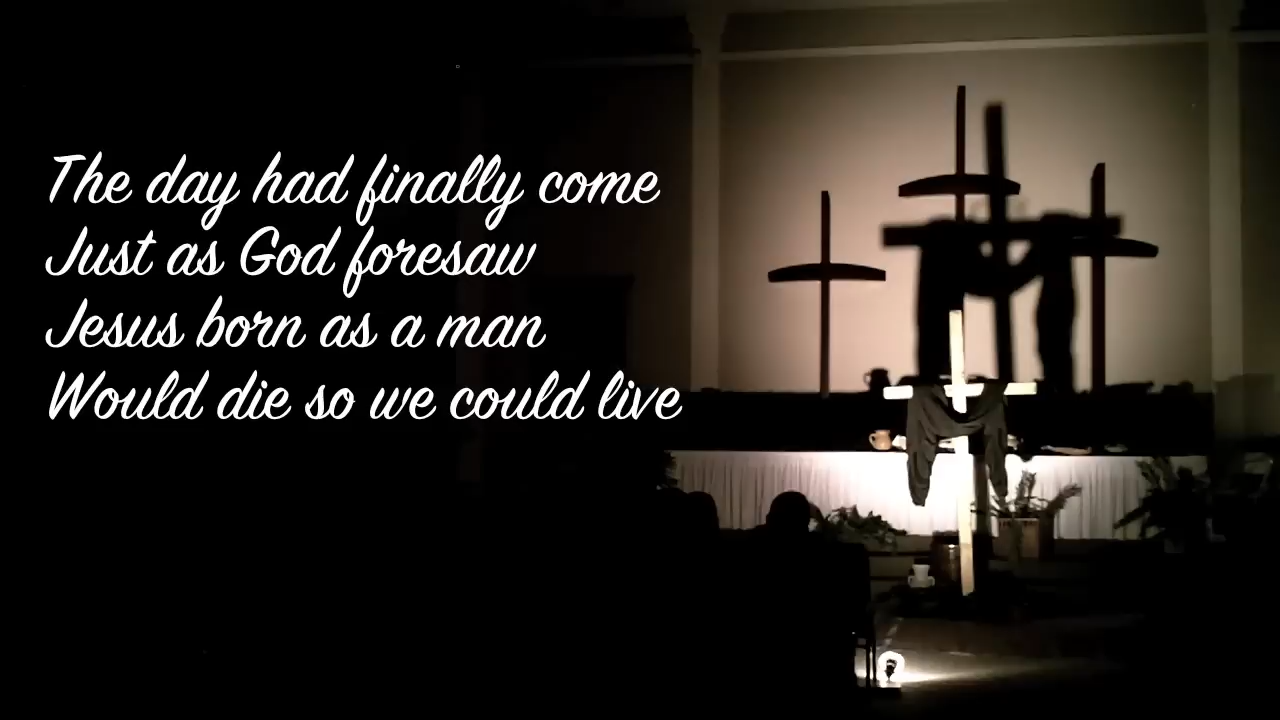 The day had finally come
Just as God foresaw
Jesus born as a man
Would die so we could live